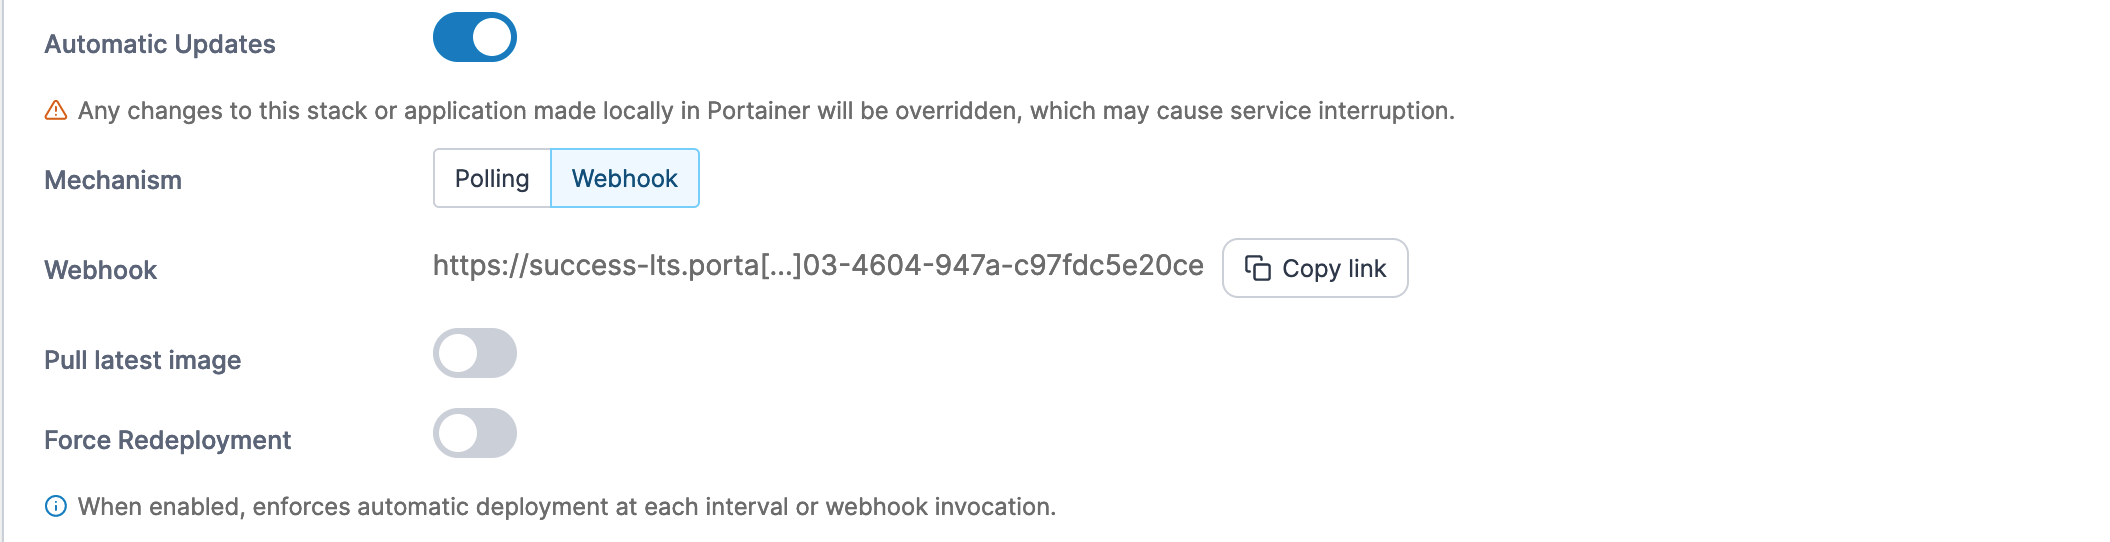 Automatic Updates
Any changes to this stack or application made locally in Portainer will be overridden, which may cause service interruption.
Mechanism Polling Webhook
Webhook https://success-lts.porta[...]03-4604-947a-c97fdc5e20ce Copy link
Pull latest image
Force Redeployment
When enabled, enforces automatic deployment at each interval or webhook invocation.